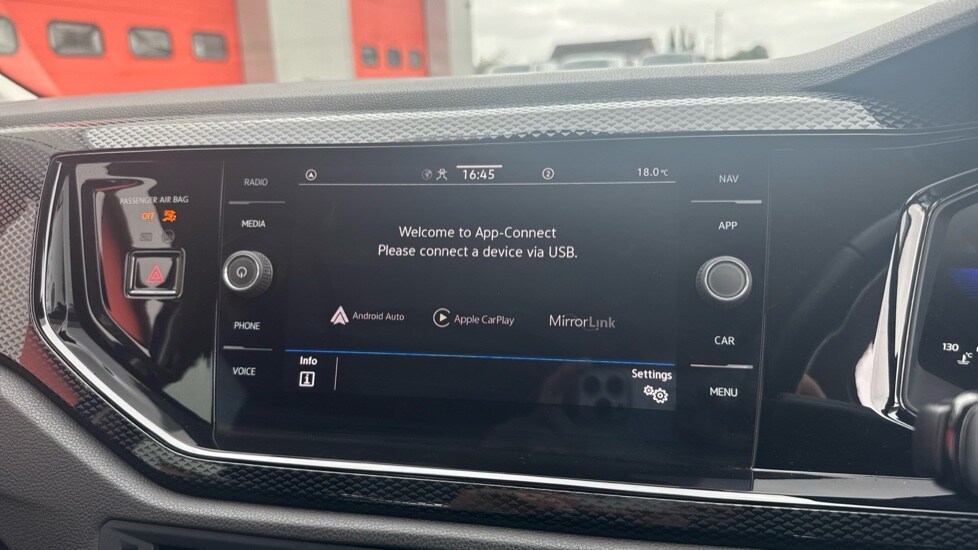 PASSENGER AIR BAG
OFF
RADIO
MEDIA
PHONE
VOICE
16:45
2
18.0 °C
Welcome to App-Connect
Please connect a device via USB.
Android Auto
Apple CarPlay
MirrorLink
Info
Settings
NAV
APP
CAR
MENU
130
°C